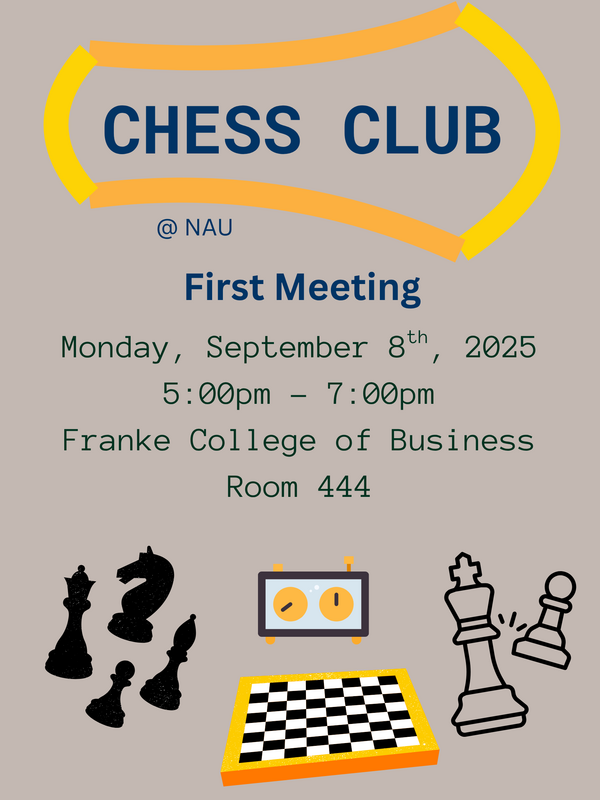 CHESS CLUB
@ NAU
First Meeting
Monday, September 8th, 2025
5:00pm – 7:00pm
Franke College of Business
Room 444